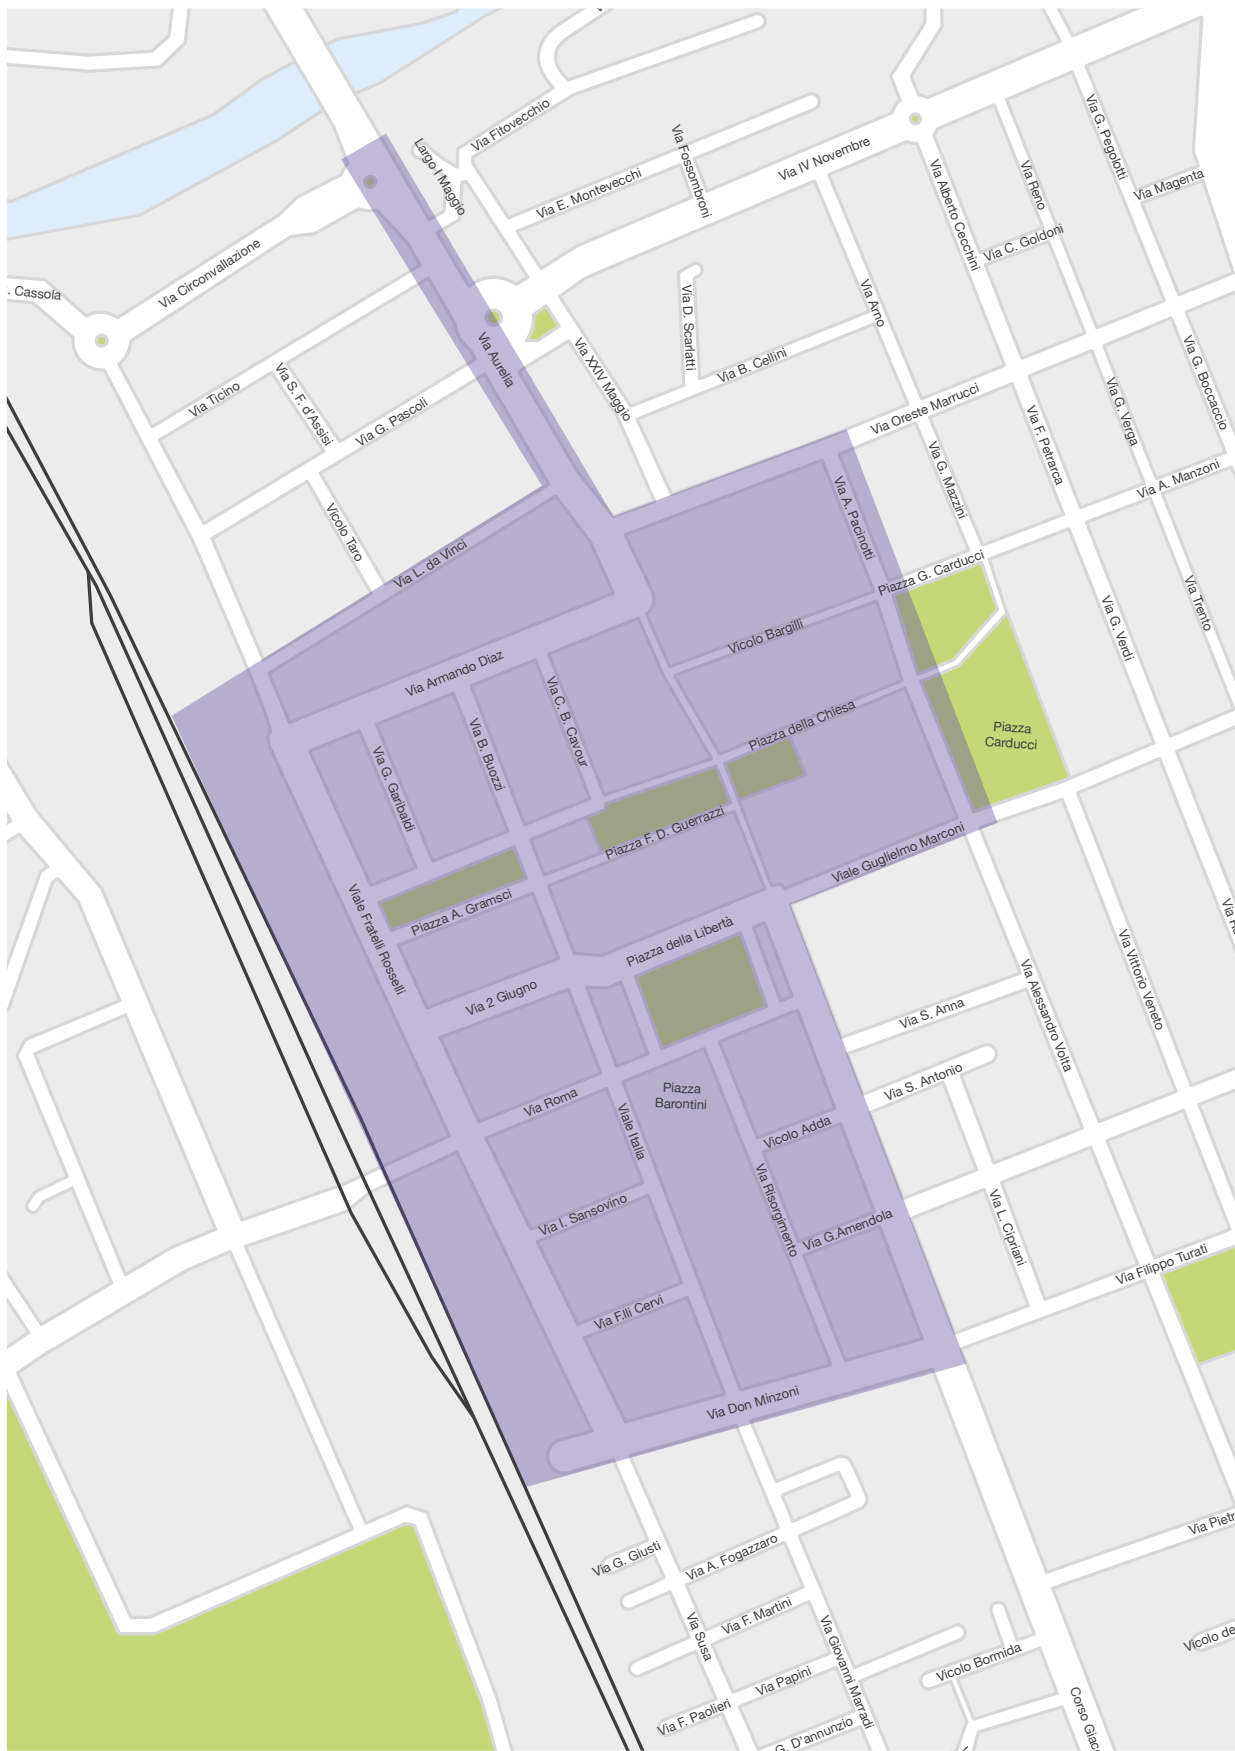 Via Fitovecchio
Largo I Maggio
Via Fossombroni
Via IV Novembre
Via E. Montevecchi
Via G. Pegolotti
Via Magenta
Via Reno
Via Alberto Cecchini
Via C. Goldoni
Via Circonvallazione
. Cassola
Via D. Scarlatti
Via Arno
Via Aurelia
Via XXIV Maggio
Via B. Cellini
Via Ticino
Via S. F. d'Assisi
Via G. Pascoli
Via Oreste Marrucci
Via G. Boccaccio
Via G. Verga
Via F. Petrarca
Via G. Mazzini
Via A. Manzoni
Vicolo Taro
Via L. da Vinci
Via A. Pacinotti
Piazza G. Carducci
Via Trento
Via G. Verdi
Vicolo Bargilli
Via Armando Diaz
Via C. B. Cavour
Via B. Buozzi
Via G. Garibaldi
Piazza della Chiesa
Piazza
Carducci
Piazza F. D. Guerrazzi
Viale Guglielmo Marconi
Piazza A. Gramsci
Viale Fratelli Rosselli
Piazza della Libertà
Via 2 Giugno
Via Vittorio Veneto
Via Alessandro Volta
Via S. Anna
Via S. Antonio
Piazza
Barontini
Via Roma
Viale Italia
Vicolo Adda
Via Risorgimento
Via I. Sansovino
Via G.Amendola
Via L. Cipriani
Via Filippo Turati
Via F.lli Cervi
Via Don Minzoni
Via Pietr
Via G. Giusti
Via A. Fogazzaro
Via F. Martini
Via Susa
Via Giovanni Marradi
Vicolo de
Vicolo Bormida
Via Papini
Via F. Paolieri
G. D'annunzio
Corso Giac